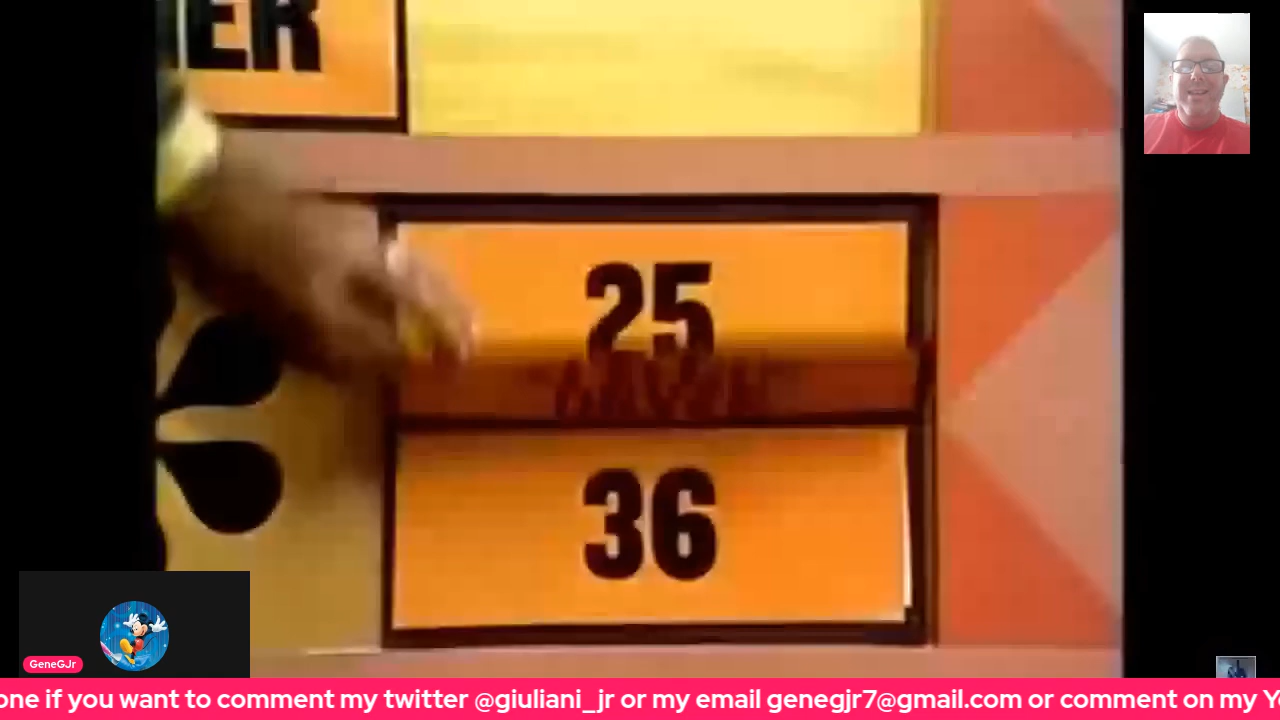 ER
25
36
GeneGJr
one if you want to comment my twitter @giuliani_jr or my email genegjr7@gmail.com or comment on my Y